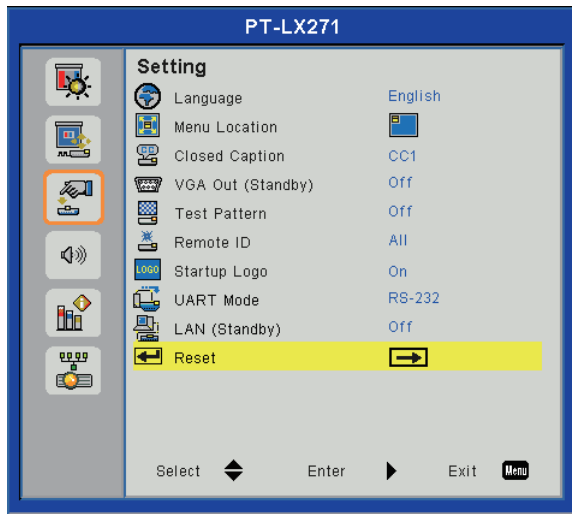 PT-LX271
Setting
Language English
Menu Location
Closed Caption CC1
VGA Out (Standby) Off
Test Pattern Off
Remote ID All
LOGO Startup Logo On
UART Mode RS-232
LAN (Standby) Off
Reset
Select Enter Exit Menu